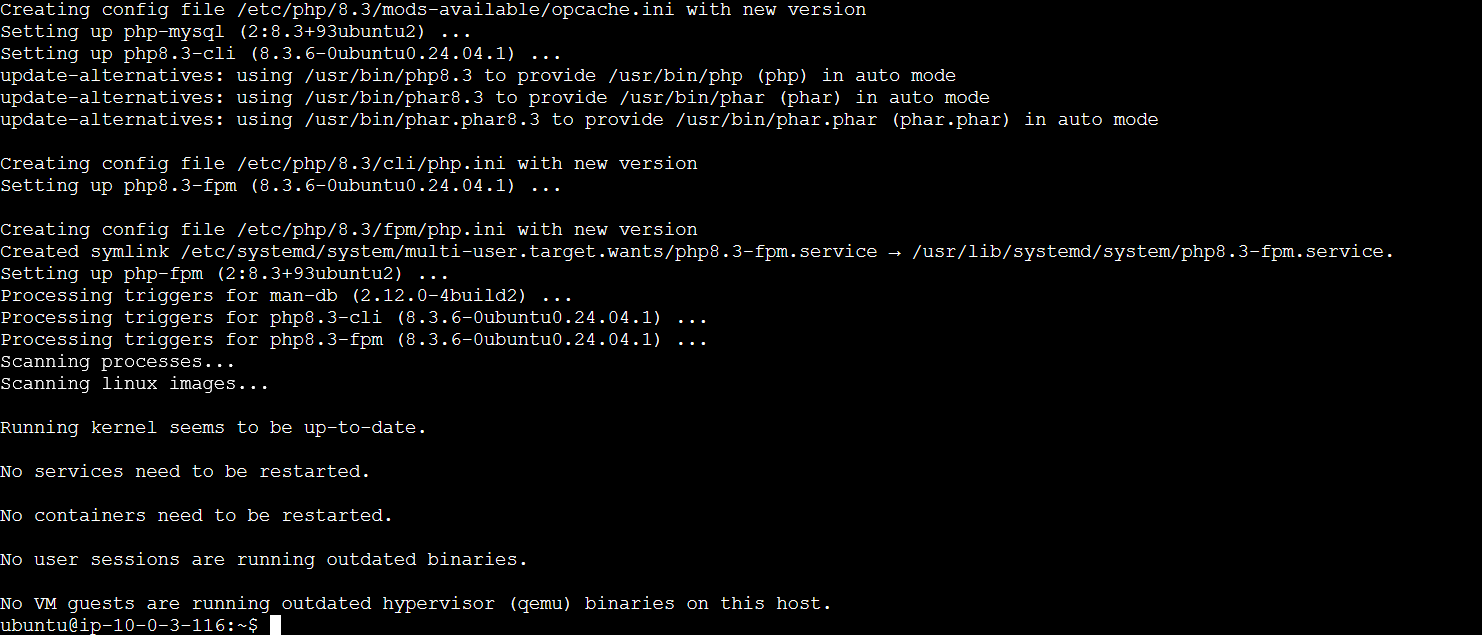 Creating config file /etc/php/8.3/mods-available/opcache.ini with new version
Setting up php-mysql (2:8.3+93ubuntu2) ...
Setting up php8.3-cli (8.3.6-0ubuntu0.24.04.1) ...
update-alternatives: using /usr/bin/php8.3 to provide /usr/bin/php (php) in auto mode
update-alternatives: using /usr/bin/phar8.3 to provide /usr/bin/phar (phar) in auto mode
update-alternatives: using /usr/bin/phar.phar8.3 to provide /usr/bin/phar.phar (phar.phar) in auto mode
Creating config file /etc/php/8.3/cli/php.ini with new version
Setting up php8.3-fpm (8.3.6-0ubuntu0.24.04.1) ...
Creating config file /etc/php/8.3/fpm/php.ini with new version
Created symlink /etc/systemd/system/multi-user.target.wants/php8.3-fpm.service → /usr/lib/systemd/system/php8.3-fpm.service.
Setting up php-fpm (2:8.3+93ubuntu2) ...
Processing triggers for man-db (2.12.0-4build2) ...
Processing triggers for php8.3-cli (8.3.6-0ubuntu0.24.04.1) ...
Processing triggers for php8.3-fpm (8.3.6-0ubuntu0.24.04.1) ...
Scanning processes...
Scanning linux images...
Running kernel seems to be up-to-date.
No services need to be restarted.
No containers need to be restarted.
No user sessions are running outdated binaries.
No VM guests are running outdated hypervisor (qemu) binaries on this host.
ubuntu@ip-10-0-3-116:~$